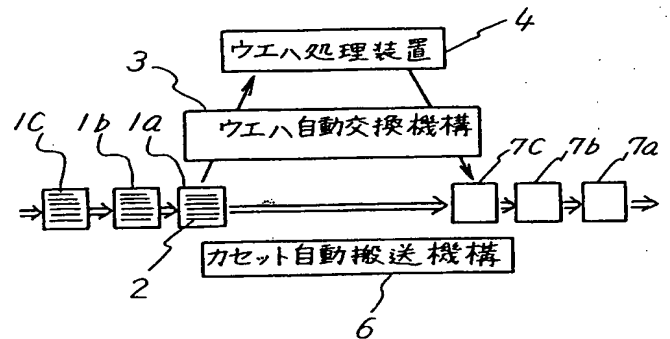 ウエハ処理装置
4
3
ウエハ自動交換機構
1c 1b 1a
7c 7b 7a
2
カセット自動搬送機構
6